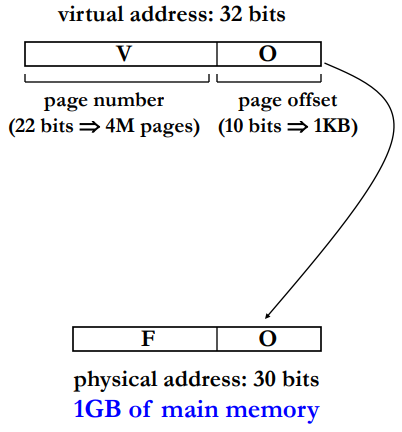 virtual address: 32 bits
V O
page number page offset
(22 bits ⇒ 4M pages) (10 bits ⇒ 1KB)
F O
physical address: 30 bits
1GB of main memory